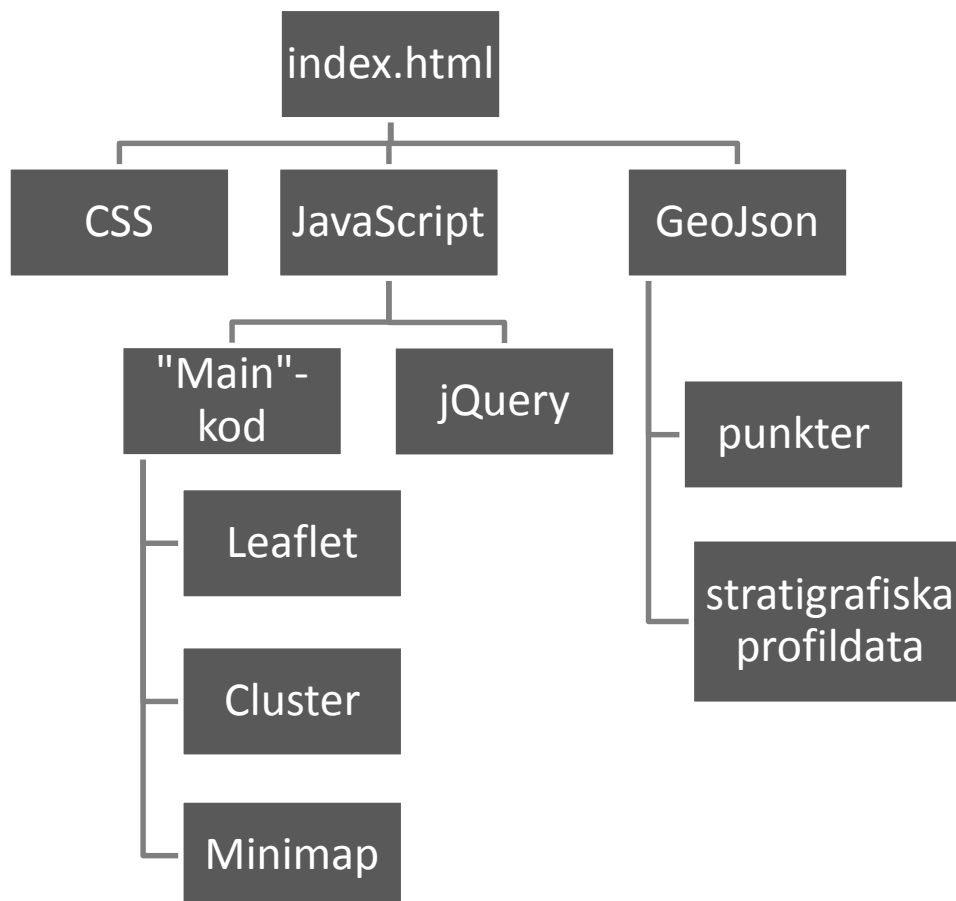 index.html
CSS
JavaScript
GeoJson
"Main"-
kod
jQuery
punkter
Leaflet
stratigrafiska
profildata
Cluster
Minimap